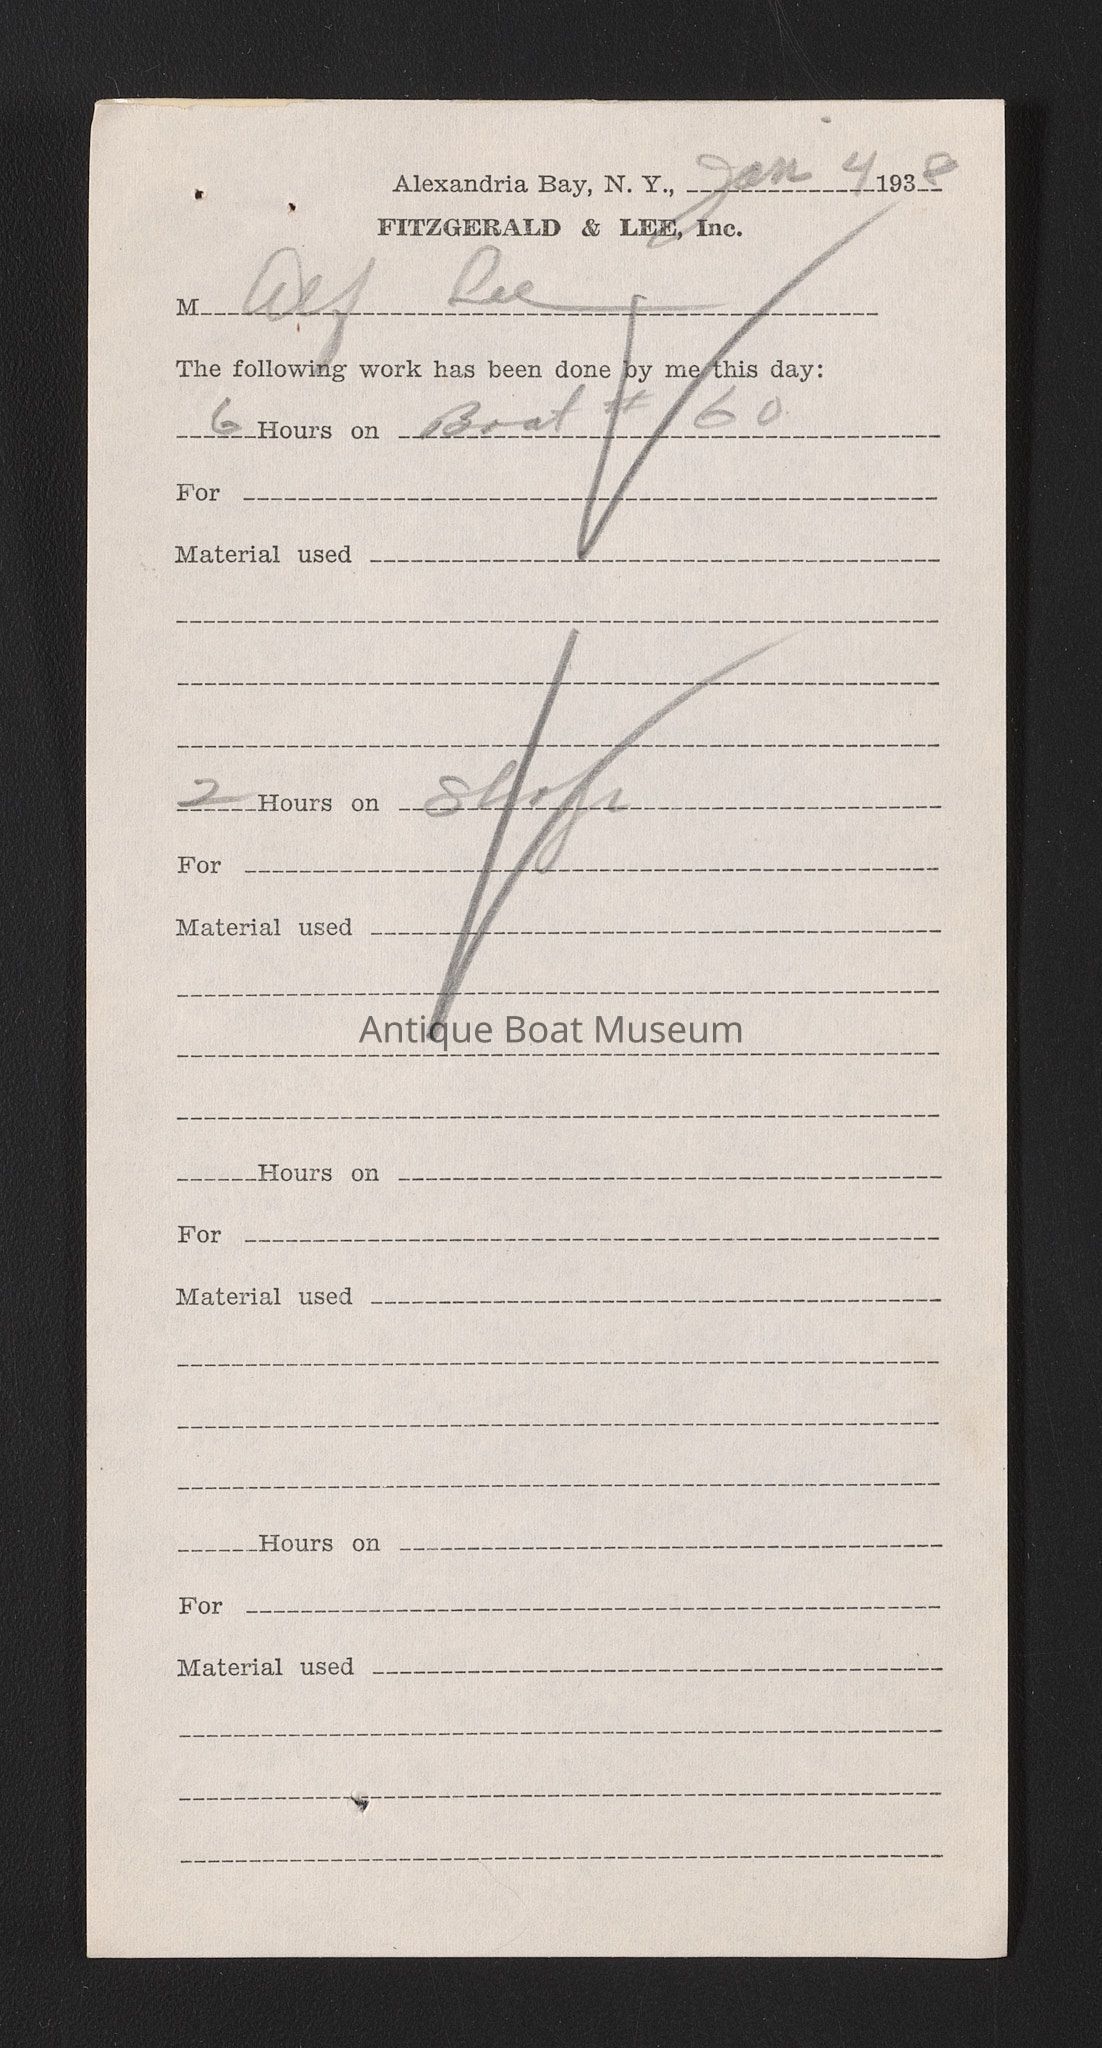 Alexandria Bay, N. Y., Jan 4 1938
FITZGERALD & LEE, Inc.
M Alf Lee
The following work has been done by me this day:
6 Hours on Boat # 60
For
Material used
2 Hours on Shop
For
Material used
Antique Boat Museum
Hours on
For
Material used
Hours on
For
Material used